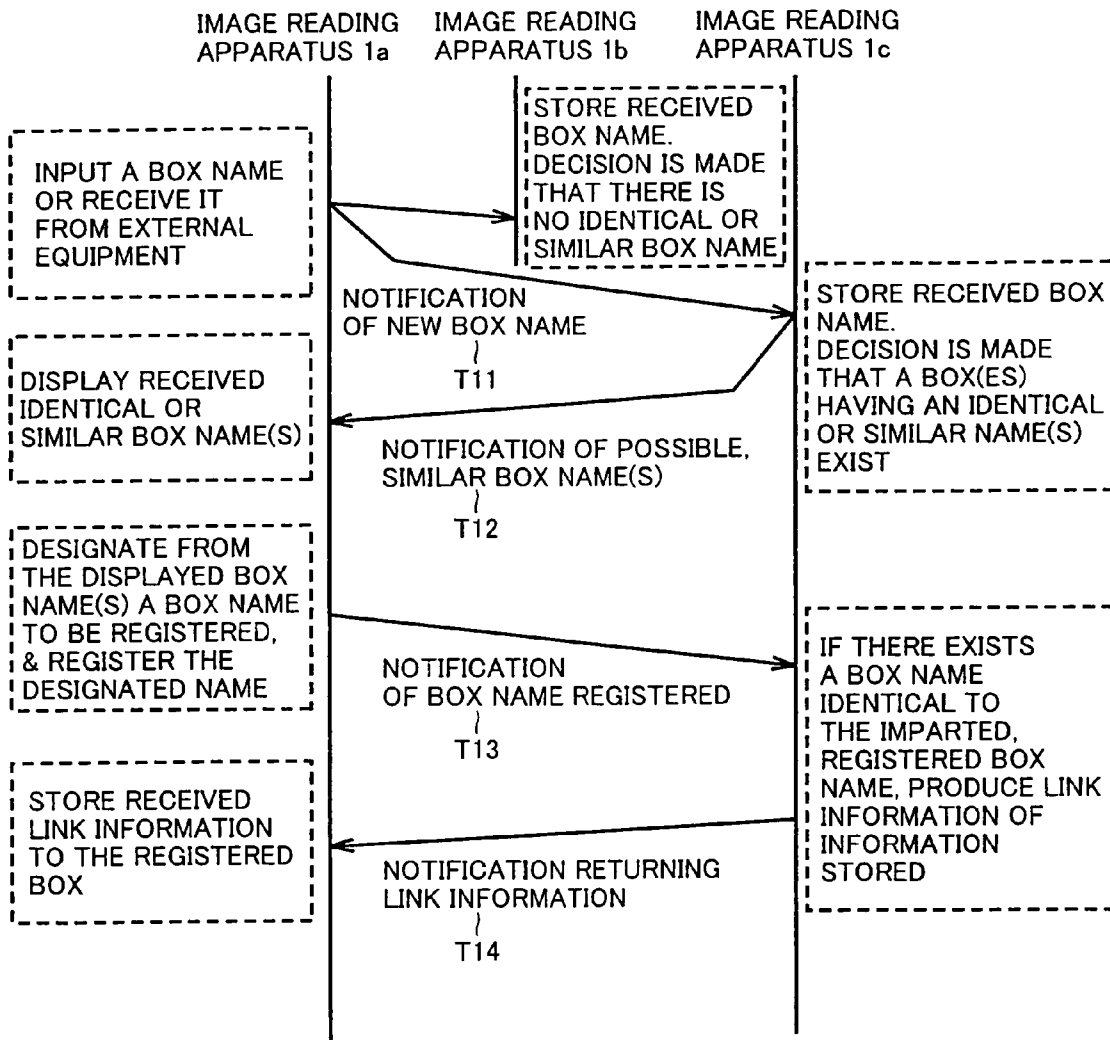 IMAGE READING
APPARATUS 1a
IMAGE READING
APPARATUS 1b
IMAGE READING
APPARATUS 1c
INPUT A BOX NAME
OR RECEIVE IT
FROM EXTERNAL
EQUIPMENT
STORE RECEIVED
BOX NAME.
DECISION IS MADE
THAT THERE IS
NO IDENTICAL OR
SIMILAR BOX NAME
NOTIFICATION
OF NEW BOX NAME
T11
STORE RECEIVED BOX
NAME.
DECISION IS MADE
THAT A BOX(ES)
HAVING AN IDENTICAL
OR SIMILAR NAME(S)
EXIST
DISPLAY RECEIVED
IDENTICAL OR
SIMILAR BOX NAME(S)
NOTIFICATION OF POSSIBLE,
SIMILAR BOX NAME(S)
T12
DESIGNATE FROM
THE DISPLAYED BOX
NAME(S) A BOX NAME
TO BE REGISTERED,
& REGISTER THE
DESIGNATED NAME
NOTIFICATION
OF BOX NAME REGISTERED
T13
IF THERE EXISTS
A BOX NAME
IDENTICAL TO
THE IMPARTED,
REGISTERED BOX
NAME, PRODUCE LINK
INFORMATION OF
INFORMATION
STORED
STORE RECEIVED
LINK INFORMATION
TO THE REGISTERED
BOX
NOTIFICATION RETURNING
LINK INFORMATION
T14